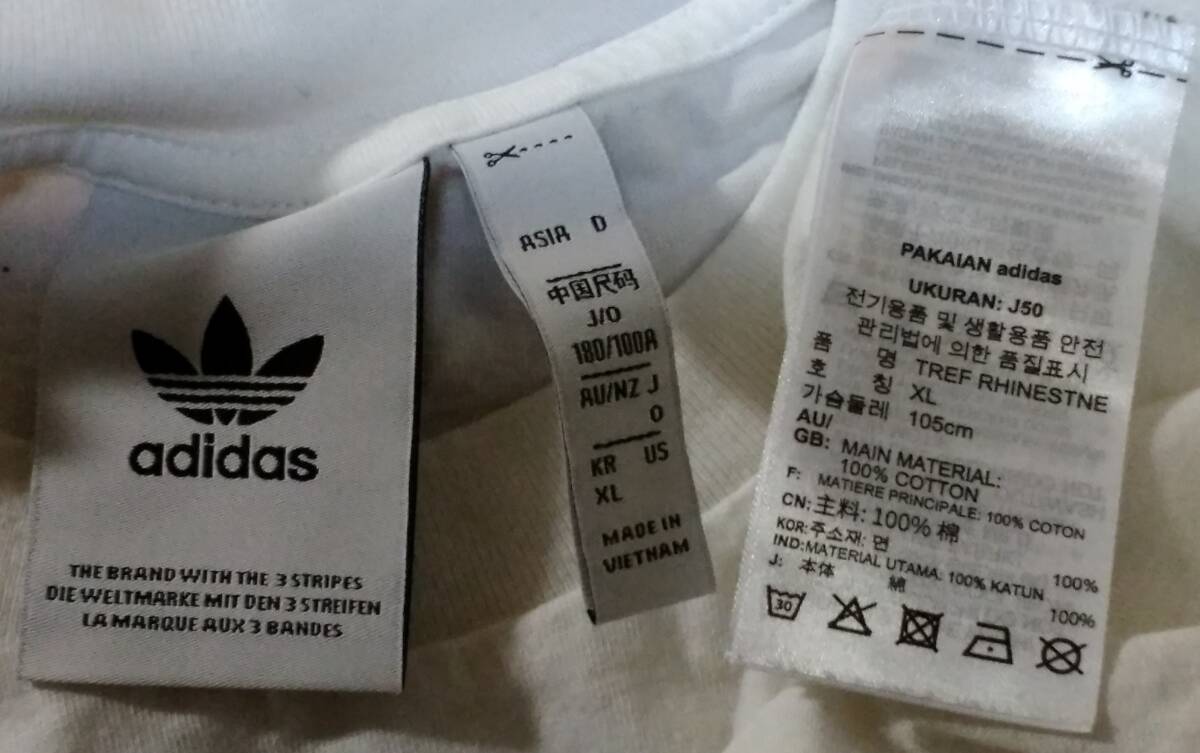 adidas
THE BRAND WITH THE 3 STRIPES
DIE WELTMARKE MIT DEN 3 STREIFEN
LA MARQUE AUX 3 BANDES
ASIA D
中国尺码
J/O
180/100A
AU/NZ J
O
KR US
XL
MADE IN
VIETNAM
PAKAIAN adidas
UKURAN: J50
전기용품 및 생활용품 안전
관리법에 의한 품질표시
품 명 TREF RHINESTNE
호 칭 XL
가슴둘레 105cm
AU/
GB: MAIN MATERIAL:
100% COTTON
F: MATIERE PRINCIPALE: 100% COTON
CN: 主料: 100% 棉
KOR: 주소재: 면 100%
IND: MATERIAL UTAMA: 100% KATUN
J: 本体 綿 100%
30